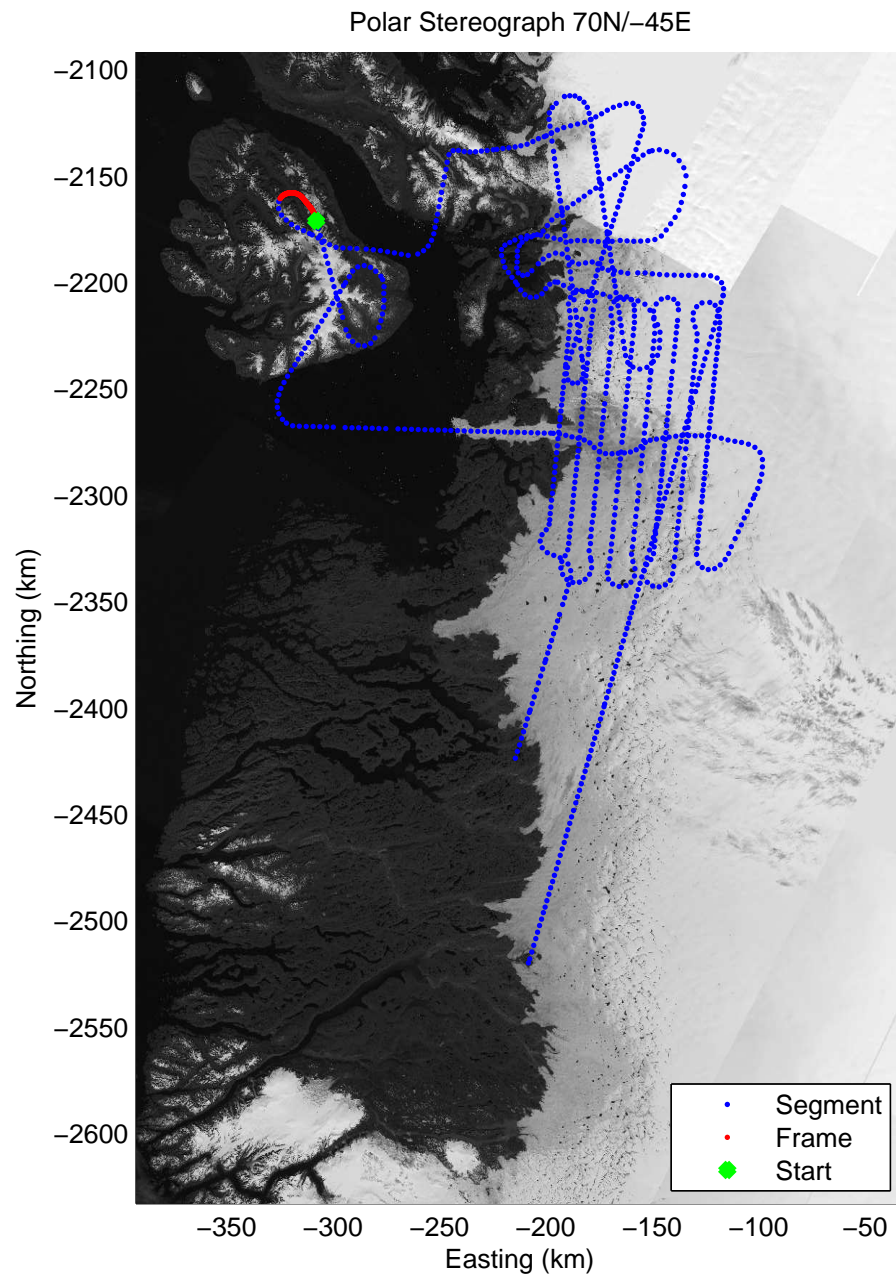 Polar Stereograph 70N/−45E
−2100
−2150
−2200
−2250
−2300
−2350
−2400
−2450
−2500
−2550
−2600
Northing (km)
Segment
Frame
Start
−350 −300 −250 −200 −150 −100 −50
Easting (km)